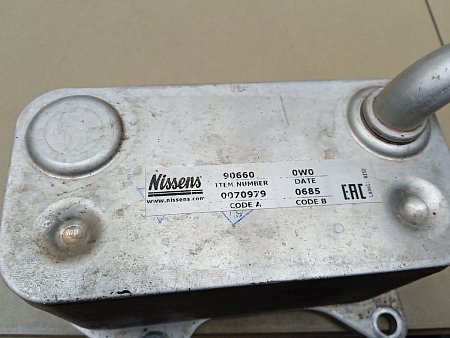 Nissens
www.nissens.com
90660 0W0
ITEM NUMBER DATE
0070979 0685
CODE A CODE B
EAC